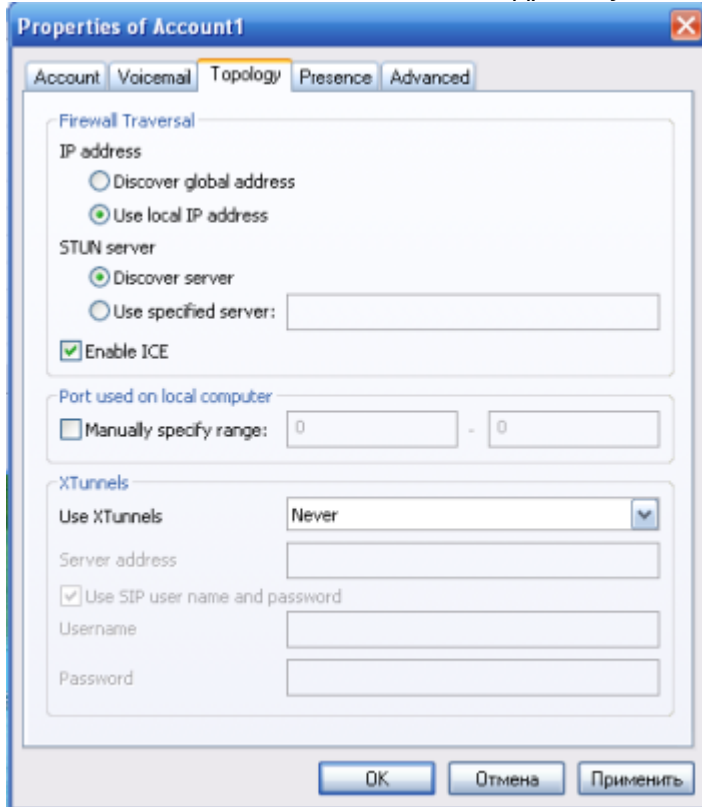 Properties of Account1
Account Voicemail Topology Presence Advanced
Firewall Traversal
IP address
Discover global address
Use local IP address
STUN server
Discover server
Use specified server:
Enable ICE
Port used on local computer
Manually specify range: 0 - 0
XTunnels
Use XTunnels Never
Server address
Use SIP user name and password
Username
Password
OK Отмена Применить